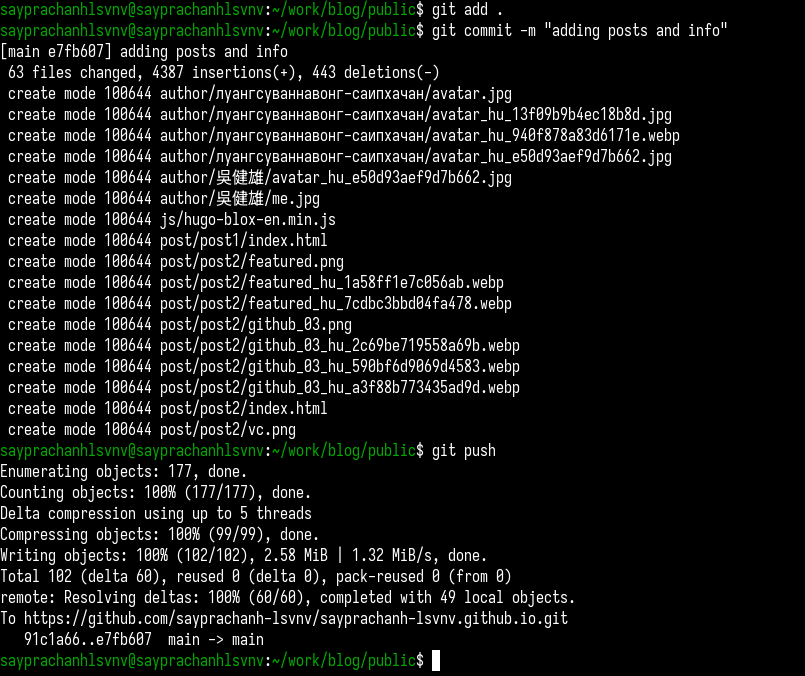 sayprachanhlsvnv@sayprachanhlsvnv:~/work/blog/public$ git add .
sayprachanhlsvnv@sayprachanhlsvnv:~/work/blog/public$ git commit -m "adding posts and info"
[main e7fb607] adding posts and info
 63 files changed, 4387 insertions(+), 443 deletions(-)
 create mode 100644 author/луангсуваннавонг-саипхачан/avatar.jpg
 create mode 100644 author/луангсуваннавонг-саипхачан/avatar_hu_13f09b9b4ec18b8d.jpg
 create mode 100644 author/луангсуваннавонг-саипхачан/avatar_hu_940f878a83d6171e.webp
 create mode 100644 author/луангсуваннавонг-саипхачан/avatar_hu_e50d93aef9d7b662.jpg
 create mode 100644 author/吳健雄/avatar_hu_e50d93aef9d7b662.jpg
 create mode 100644 author/吳健雄/me.jpg
 create mode 100644 js/hugo-blox-en.min.js
 create mode 100644 post/post1/index.html
 create mode 100644 post/post2/featured.png
 create mode 100644 post/post2/featured_hu_1a58ff1e7c056ab.webp
 create mode 100644 post/post2/featured_hu_7cdbc3bbd04fa478.webp
 create mode 100644 post/post2/github_03.png
 create mode 100644 post/post2/github_03_hu_2c69be719558a69b.webp
 create mode 100644 post/post2/github_03_hu_590bf6d9069d4583.webp
 create mode 100644 post/post2/github_03_hu_a3f88b773435ad9d.webp
 create mode 100644 post/post2/index.html
 create mode 100644 post/post2/vc.png
sayprachanhlsvnv@sayprachanhlsvnv:~/work/blog/public$ git push
Enumerating objects: 177, done.
Counting objects: 100% (177/177), done.
Delta compression using up to 5 threads
Compressing objects: 100% (99/99), done.
Writing objects: 100% (102/102), 2.58 MiB | 1.32 MiB/s, done.
Total 102 (delta 60), reused 0 (delta 0), pack-reused 0 (from 0)
remote: Resolving deltas: 100% (60/60), completed with 49 local objects.
To https://github.com/sayprachanh-lsvnv/sayprachanh-lsvnv.github.io.git
   91c1a66..e7fb607  main -> main
sayprachanhlsvnv@sayprachanhlsvnv:~/work/blog/public$